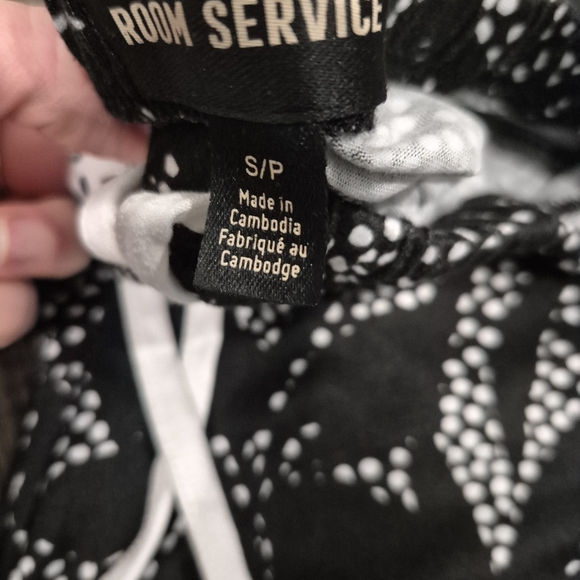 ROOM SERVICE
S/P
Made in
Cambodia
Fabriqué au
Cambodge